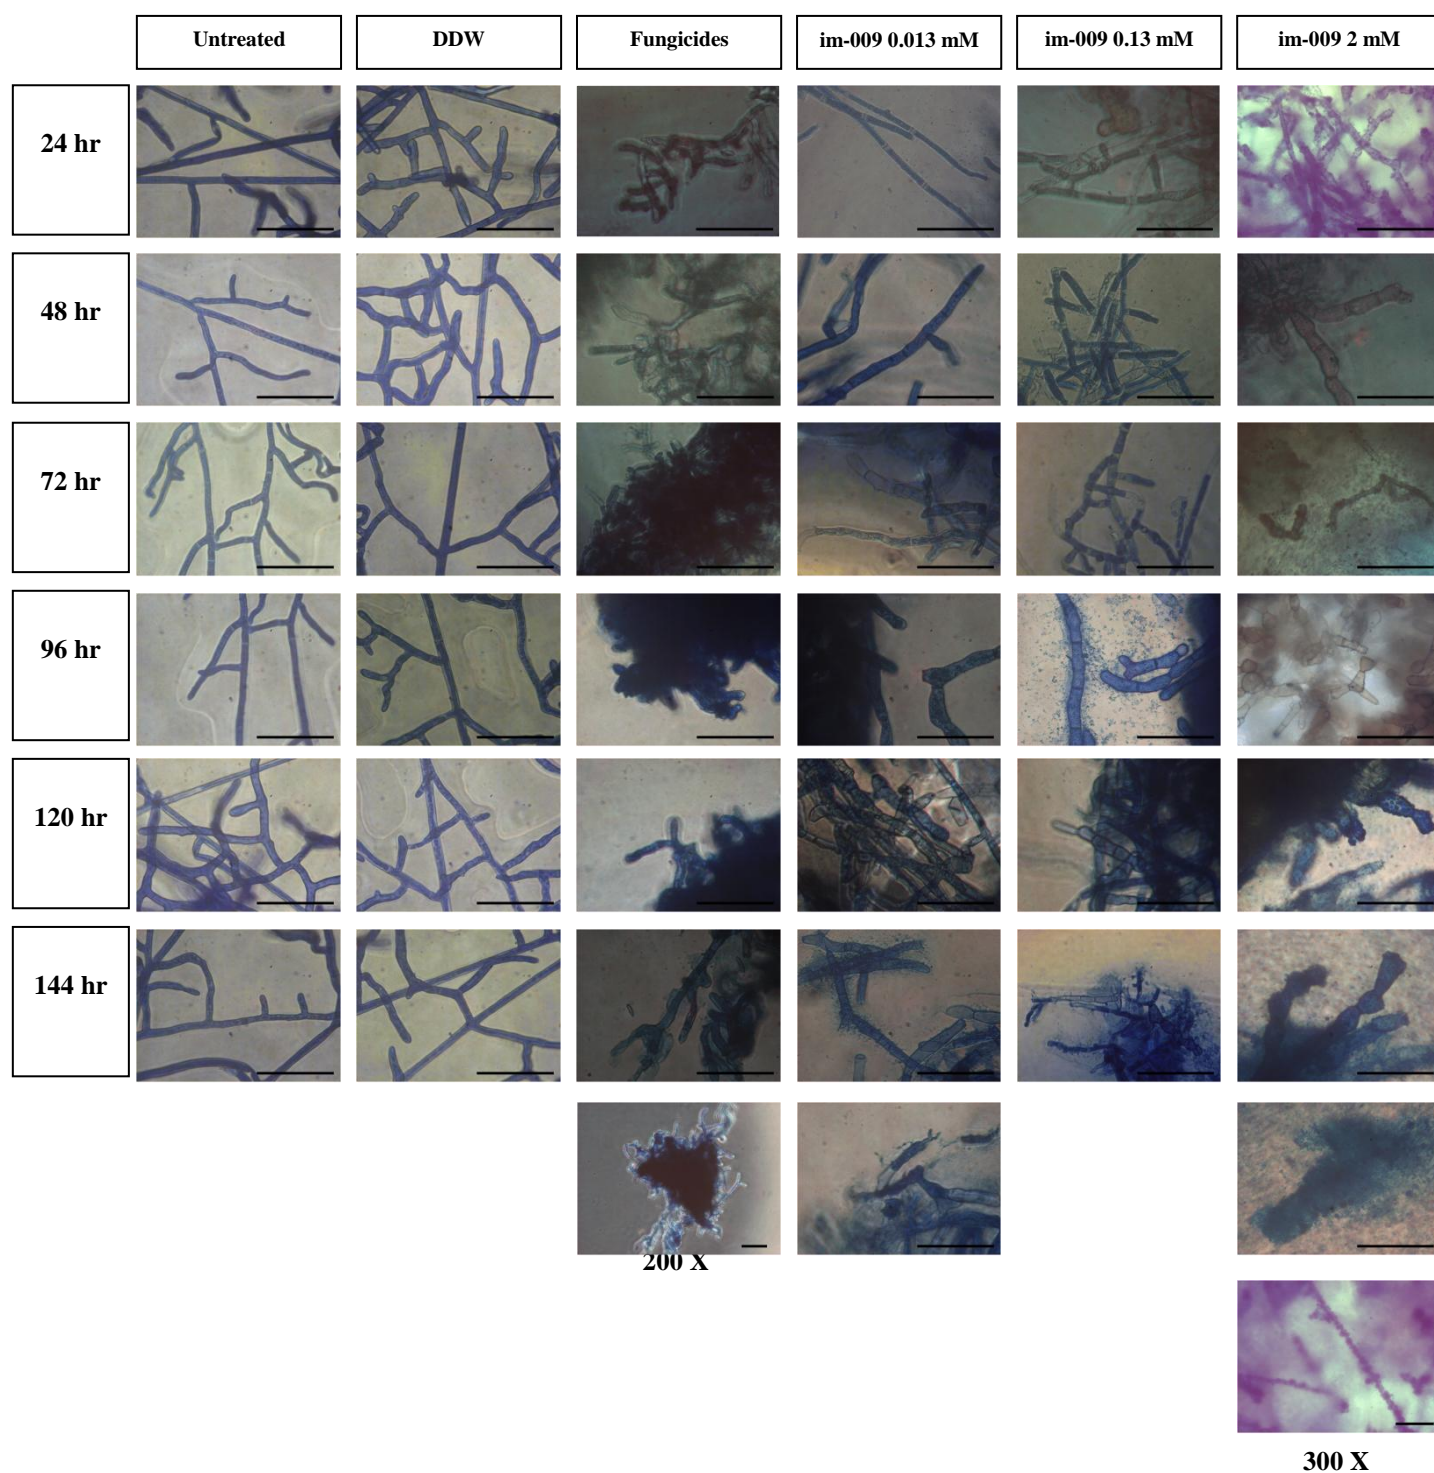 Untreated
DDW
Fungicides
im-009 0.013 mM
im-009 0.13 mM
im-009 2 mM
24 hr
48 hr
72 hr
96 hr
120 hr
144 hr
200 X
300 X